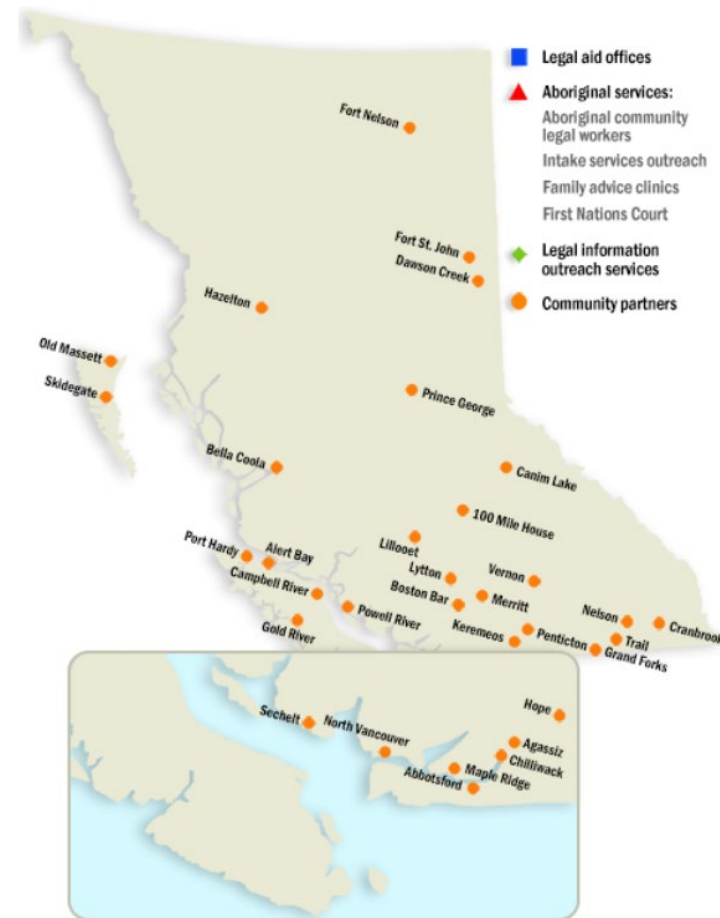 Legal aid offices
Aboriginal services:
Aboriginal community
legal workers
Intake services outreach
Family advice clinics
First Nations Court
Legal information
outreach services
Community partners
Fort Nelson
Fort St. John
Dawson Creek
Hazelton
Old Massett
Skidegate
Prince George
Bella Coola
Canim Lake
100 Mile House
Lillooet
Port Hardy
Alert Bay
Campbell River
Lytton
Vernon
Boston Bar
Merritt
Powell River
Gold River
Keremeos
Penticton
Nelson
Cranbrook
Trail
Grand Forks
Sechelt
North Vancouver
Hope
Agassiz
Chilliwack
Maple Ridge
Abbotsford